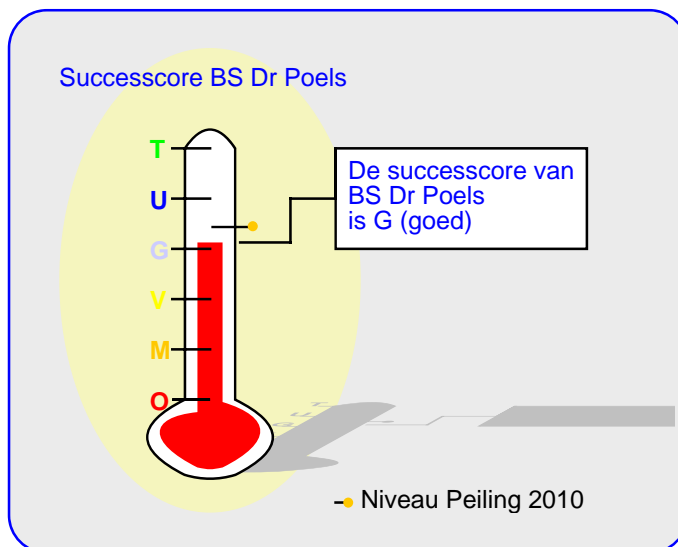 Successcore BS Dr Poels
T
U
G
V
M
O
De successcore van
BS Dr Poels
is G (goed)
Niveau Peiling 2010